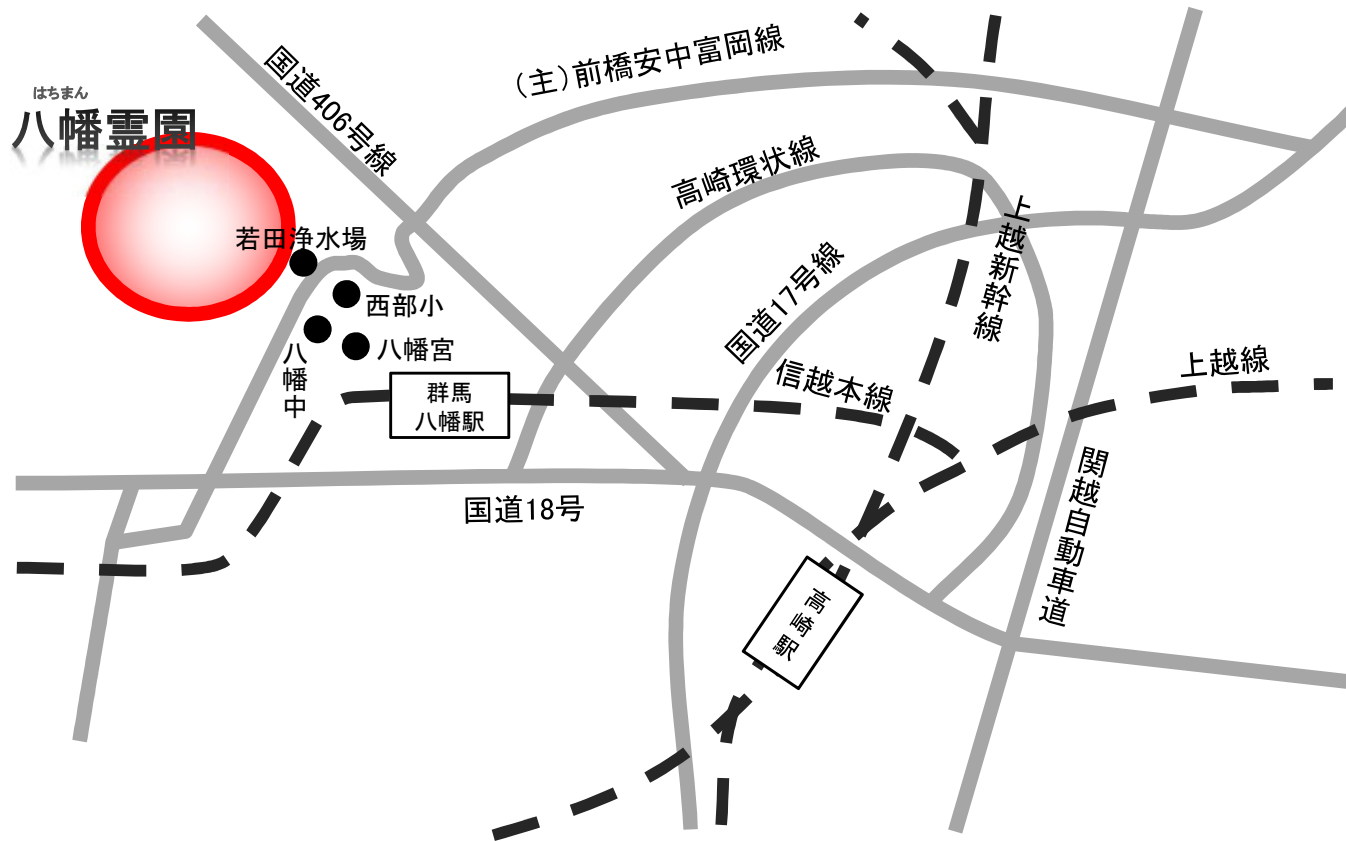 はちまん
八幡霊園
国道406号線
（主）前橋安中富岡線
高崎環状線
若田浄水場
西部小
八幡宮
八幡中
群馬
八幡駅
国道17号線
上越新幹線
信越本線
上越線
国道18号
関越自動車道
高崎駅